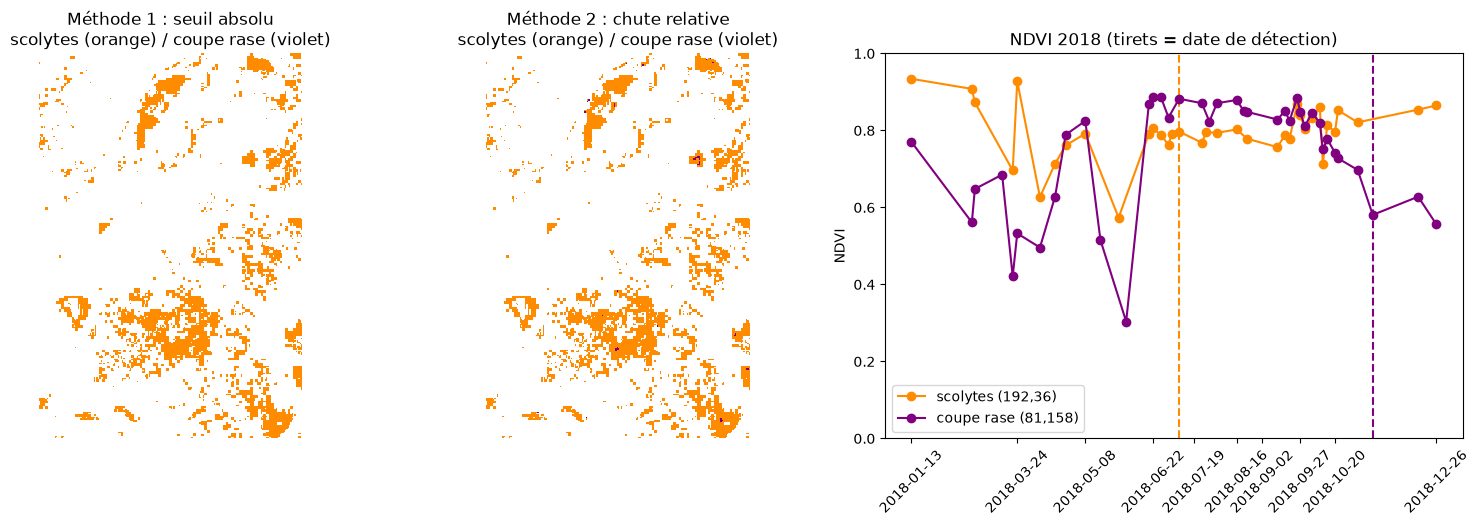 Méthode 1 : seuil absolu
scolytes (orange) / coupe rase (violet)
Méthode 2 : chute relative
scolytes (orange) / coupe rase (violet)
NDVI 2018 (tirets = date de détection)
1.0
0.8
0.6
0.4
0.2
0.0
NDVI
scolytes (192,36)
coupe rase (81,158)
2018-01-13
2018-03-24
2018-05-08
2018-06-22
2018-07-19
2018-08-16
2018-09-02
2018-09-27
2018-10-20
2018-12-26